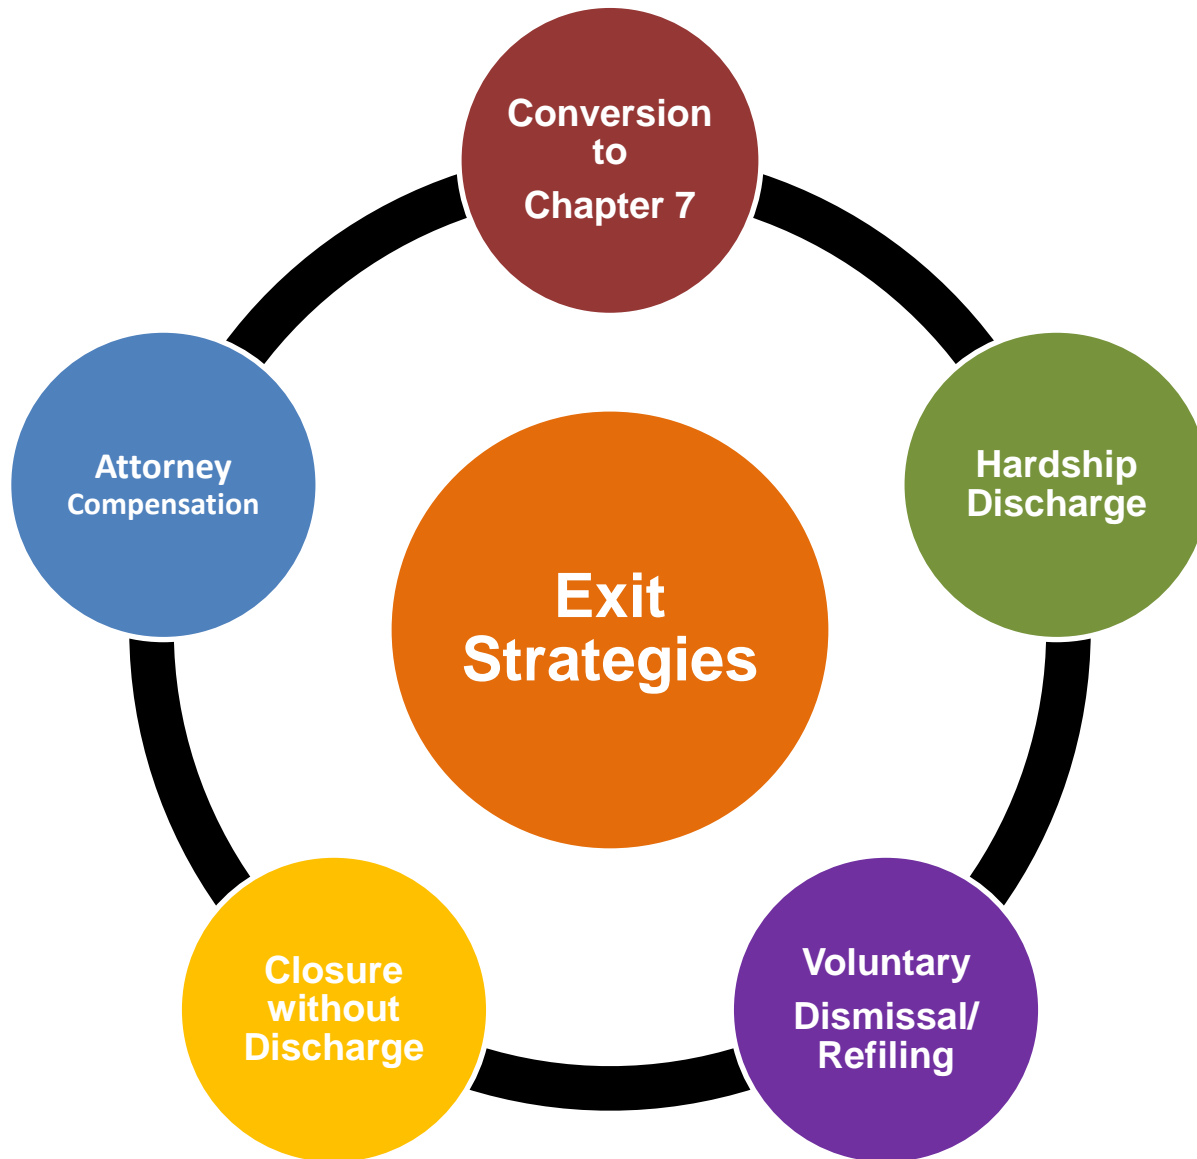 Conversion
to
Chapter 7
Attorney
Compensation
Hardship
Discharge
Exit
Strategies
Closure
without
Discharge
Voluntary
Dismissal/
Refiling